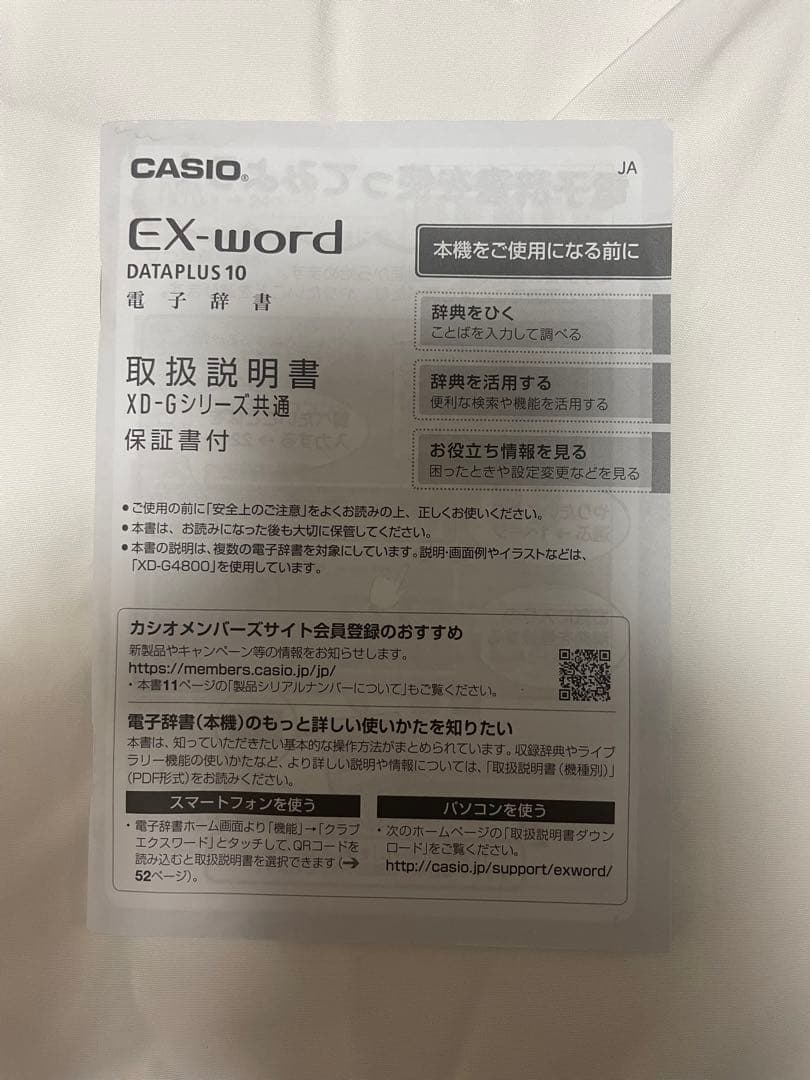 CASIO®
JA
EX-word
DATAPLUS 10
電子辞書
取扱説明書
XD-Gシリーズ共通
保証書付
本機をご使用になる前に
辞典をひく
ことばを入力して調べる
辞典を活用する
便利な検索や機能を活用する
お役立ち情報を見る
困ったときや設定変更などを見る
●ご使用の前に「安全上のご注意」をよくお読みの上、正しくお使いください。
●本書は、お読みになった後も大切に保管してください。
●本書の説明は、複数の電子辞書を対象にしています。説明・画面例やイラストなどは、
「XD-G4800」を使用しています。
カシオメンバーズサイト会員登録のおすすめ
新製品やキャンペーン等の情報をお知らせします。
https://members.casio.jp/jp/
・本書11ページの「製品シリアルナンバーについて」もご覧ください。
電子辞書(本機)のもっと詳しい使いかたを知りたい
本書は、知っていただきたい基本的な操作方法がまとめられています。収録辞典やライブ
ラリー機能の使いかたなど、より詳しい説明や情報については、「取扱説明書(機種別)」
(PDF形式)をお読みください。
スマートフォンを使う
・電子辞書ホーム画面より「機能」→「クラブ
エクスワード」とタッチして、QRコードを
読み込むと取扱説明書を選択できます(➔
52ページ)。
パソコンを使う
・次のホームページの「取扱説明書ダウン
ロード」をご覧ください。
http://casio.jp/support/exword/